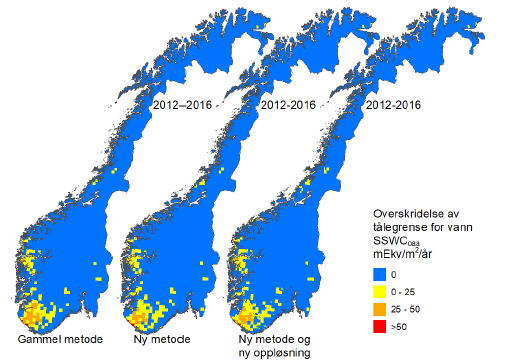 2012–2016
2012-2016
2012-2016
Overskridelse av
tålegrense for vann
SSWCoaa
mEkv/m²/år
0
0 - 25
25 - 50
>50
Gammel metode
Ny metode
Ny metode og
ny oppløsning